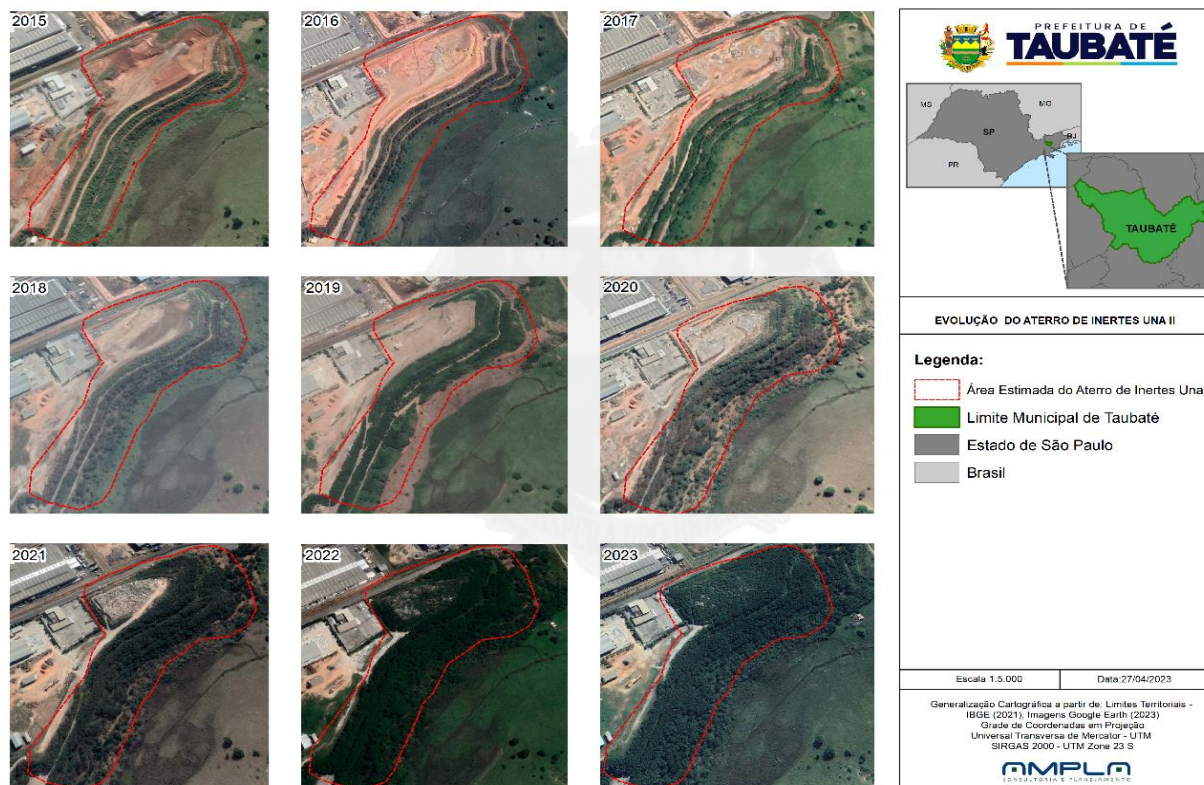 2015
2016
2017
2018
2019
2020
2021
2022
2023
PREFEITURA DE
TAUBATÉ
MS
MG
SP
RJ
PR
TAUBATÉ
EVOLUÇÃO DO ATERRO DE INERTES UNA II
Legenda:
Área Estimada do Aterro de Inertes Una
Limite Municipal de Taubaté
Estado de São Paulo
Brasil
Escala 1:5.000
Data:27/04/2023
Generalização Cartográfica a partir de: Limites Territoriais -
IBGE (2021), Imagens Google Earth (2023)
Grade de Coordenadas em Projeção
Universal Transversa de Mercator - UTM
SIRGAS 2000 - UTM Zone 23 S
AMPLA
CONSULTORIA E PLANEJAMENTO